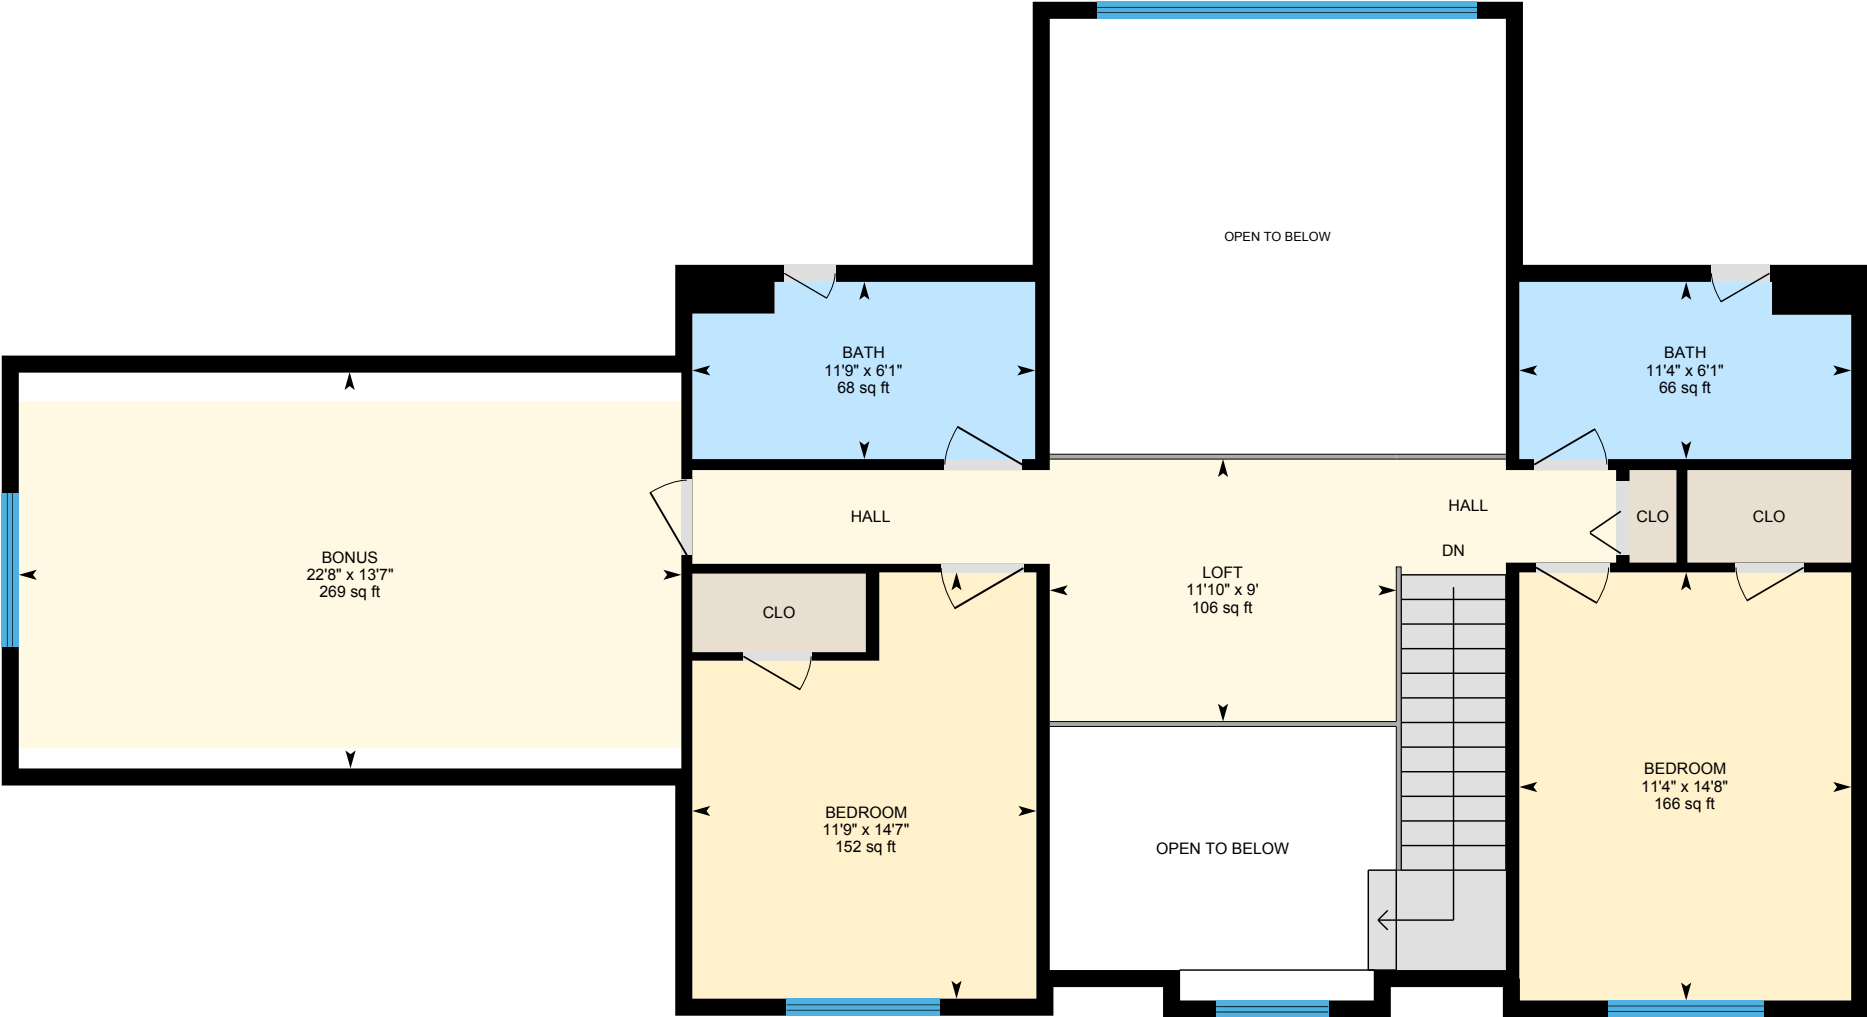 OPEN TO BELOW
BATH
11'9" x 6'1"
68 sq ft
BATH
11'4" x 6'1"
66 sq ft
HALL
HALL
CLO
CLO
DN
BONUS
22'8" x 13'7"
269 sq ft
LOFT
11'10" x 9'
106 sq ft
CLO
BEDROOM
11'4" x 14'8"
166 sq ft
BEDROOM
11'9" x 14'7"
152 sq ft
OPEN TO BELOW